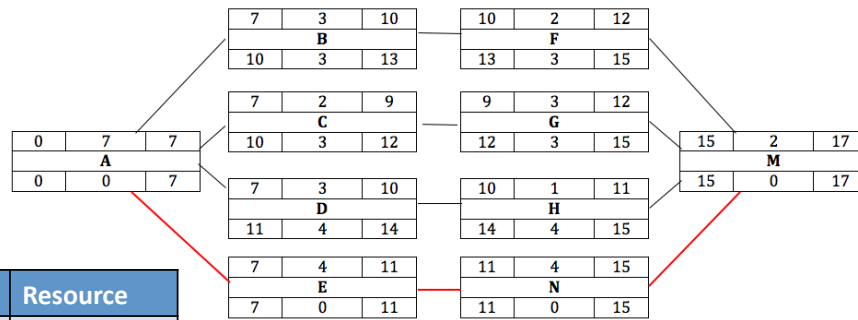 7 3 10
B
10 3 13
10 2 12
F
13 3 15
7 2 9
C
10 3 12
9 3 12
G
12 3 15
0 7 7
A
0 0 7
15 2 17
M
15 0 17
7 3 10
D
11 4 14
10 1 11
H
14 4 15
7 4 11
E
7 0 11
11 4 15
N
11 0 15
Resource